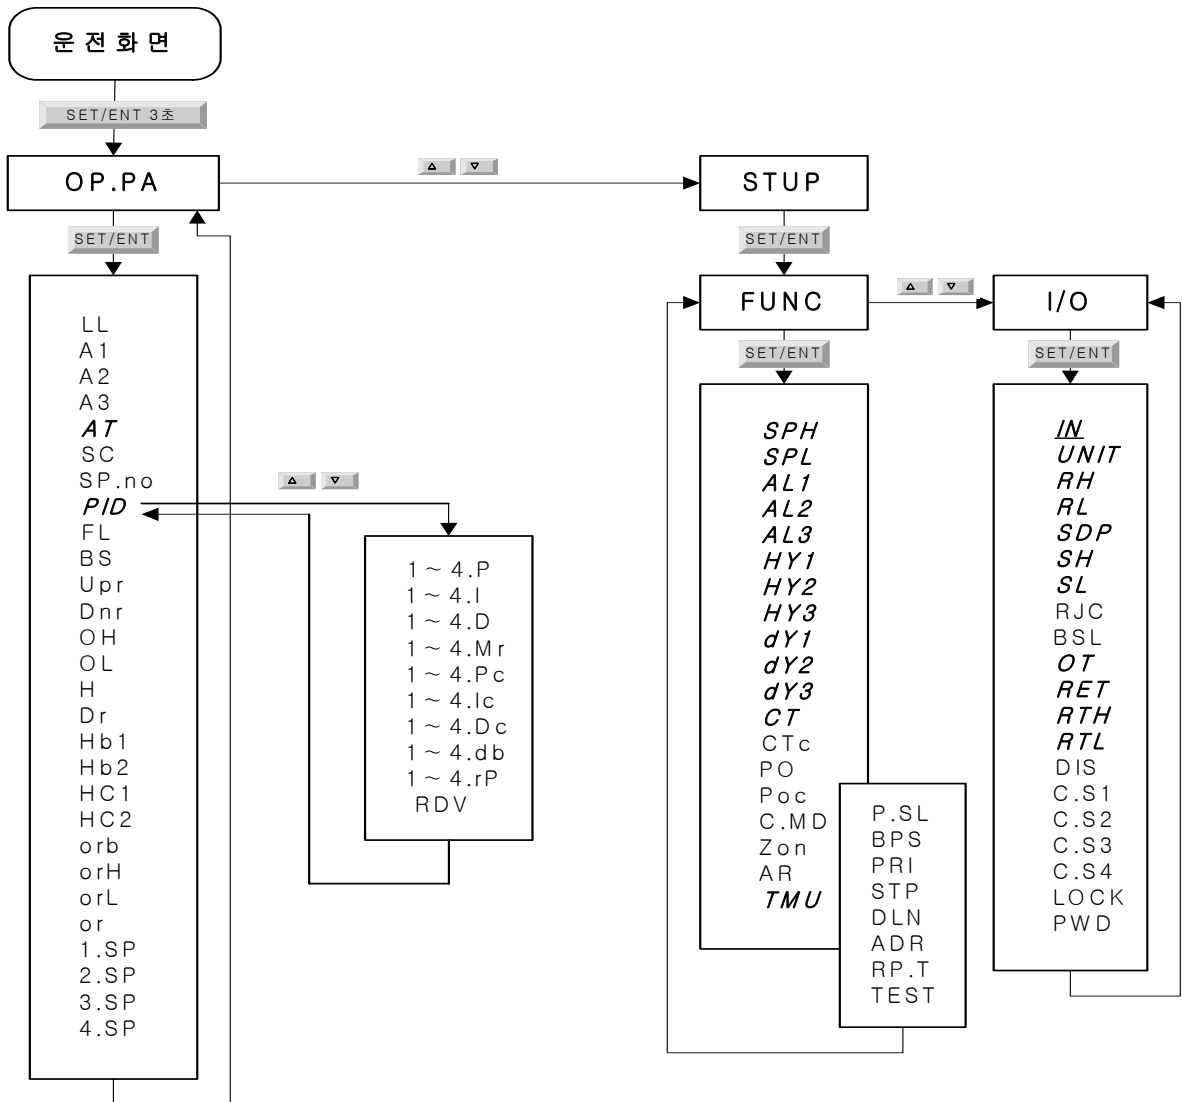 운전화면
SET/ENT 3초
OP.PA
STUP
SET/ENT
SET/ENT
FUNC
I/O
SET/ENT
SET/ENT
LL
A1
A2
A3
AT
SC
SP.no
PID
FL
BS
Upr
Dnr
OH
OL
H
Dr
Hb1
Hb2
HC1
HC2
orb
orH
orL
or
1.SP
2.SP
3.SP
4.SP
1~4.P
1~4.I
1~4.D
1~4.Mr
1~4.Pc
1~4.Ic
1~4.Dc
1~4.db
1~4.rP
RDV
SPH
SPL
AL1
AL2
AL3
HY1
HY2
HY3
dY1
dY2
dY3
CT
CTc
PO
Poc
C.MD
Zon
AR
TMU
P.SL
BPS
PRI
STP
DLN
ADR
RP.T
TEST
IN
UNIT
RH
RL
SDP
SH
SL
RJC
BSL
OT
RET
RTH
RTL
DIS
C.S1
C.S2
C.S3
C.S4
LOCK
PWD